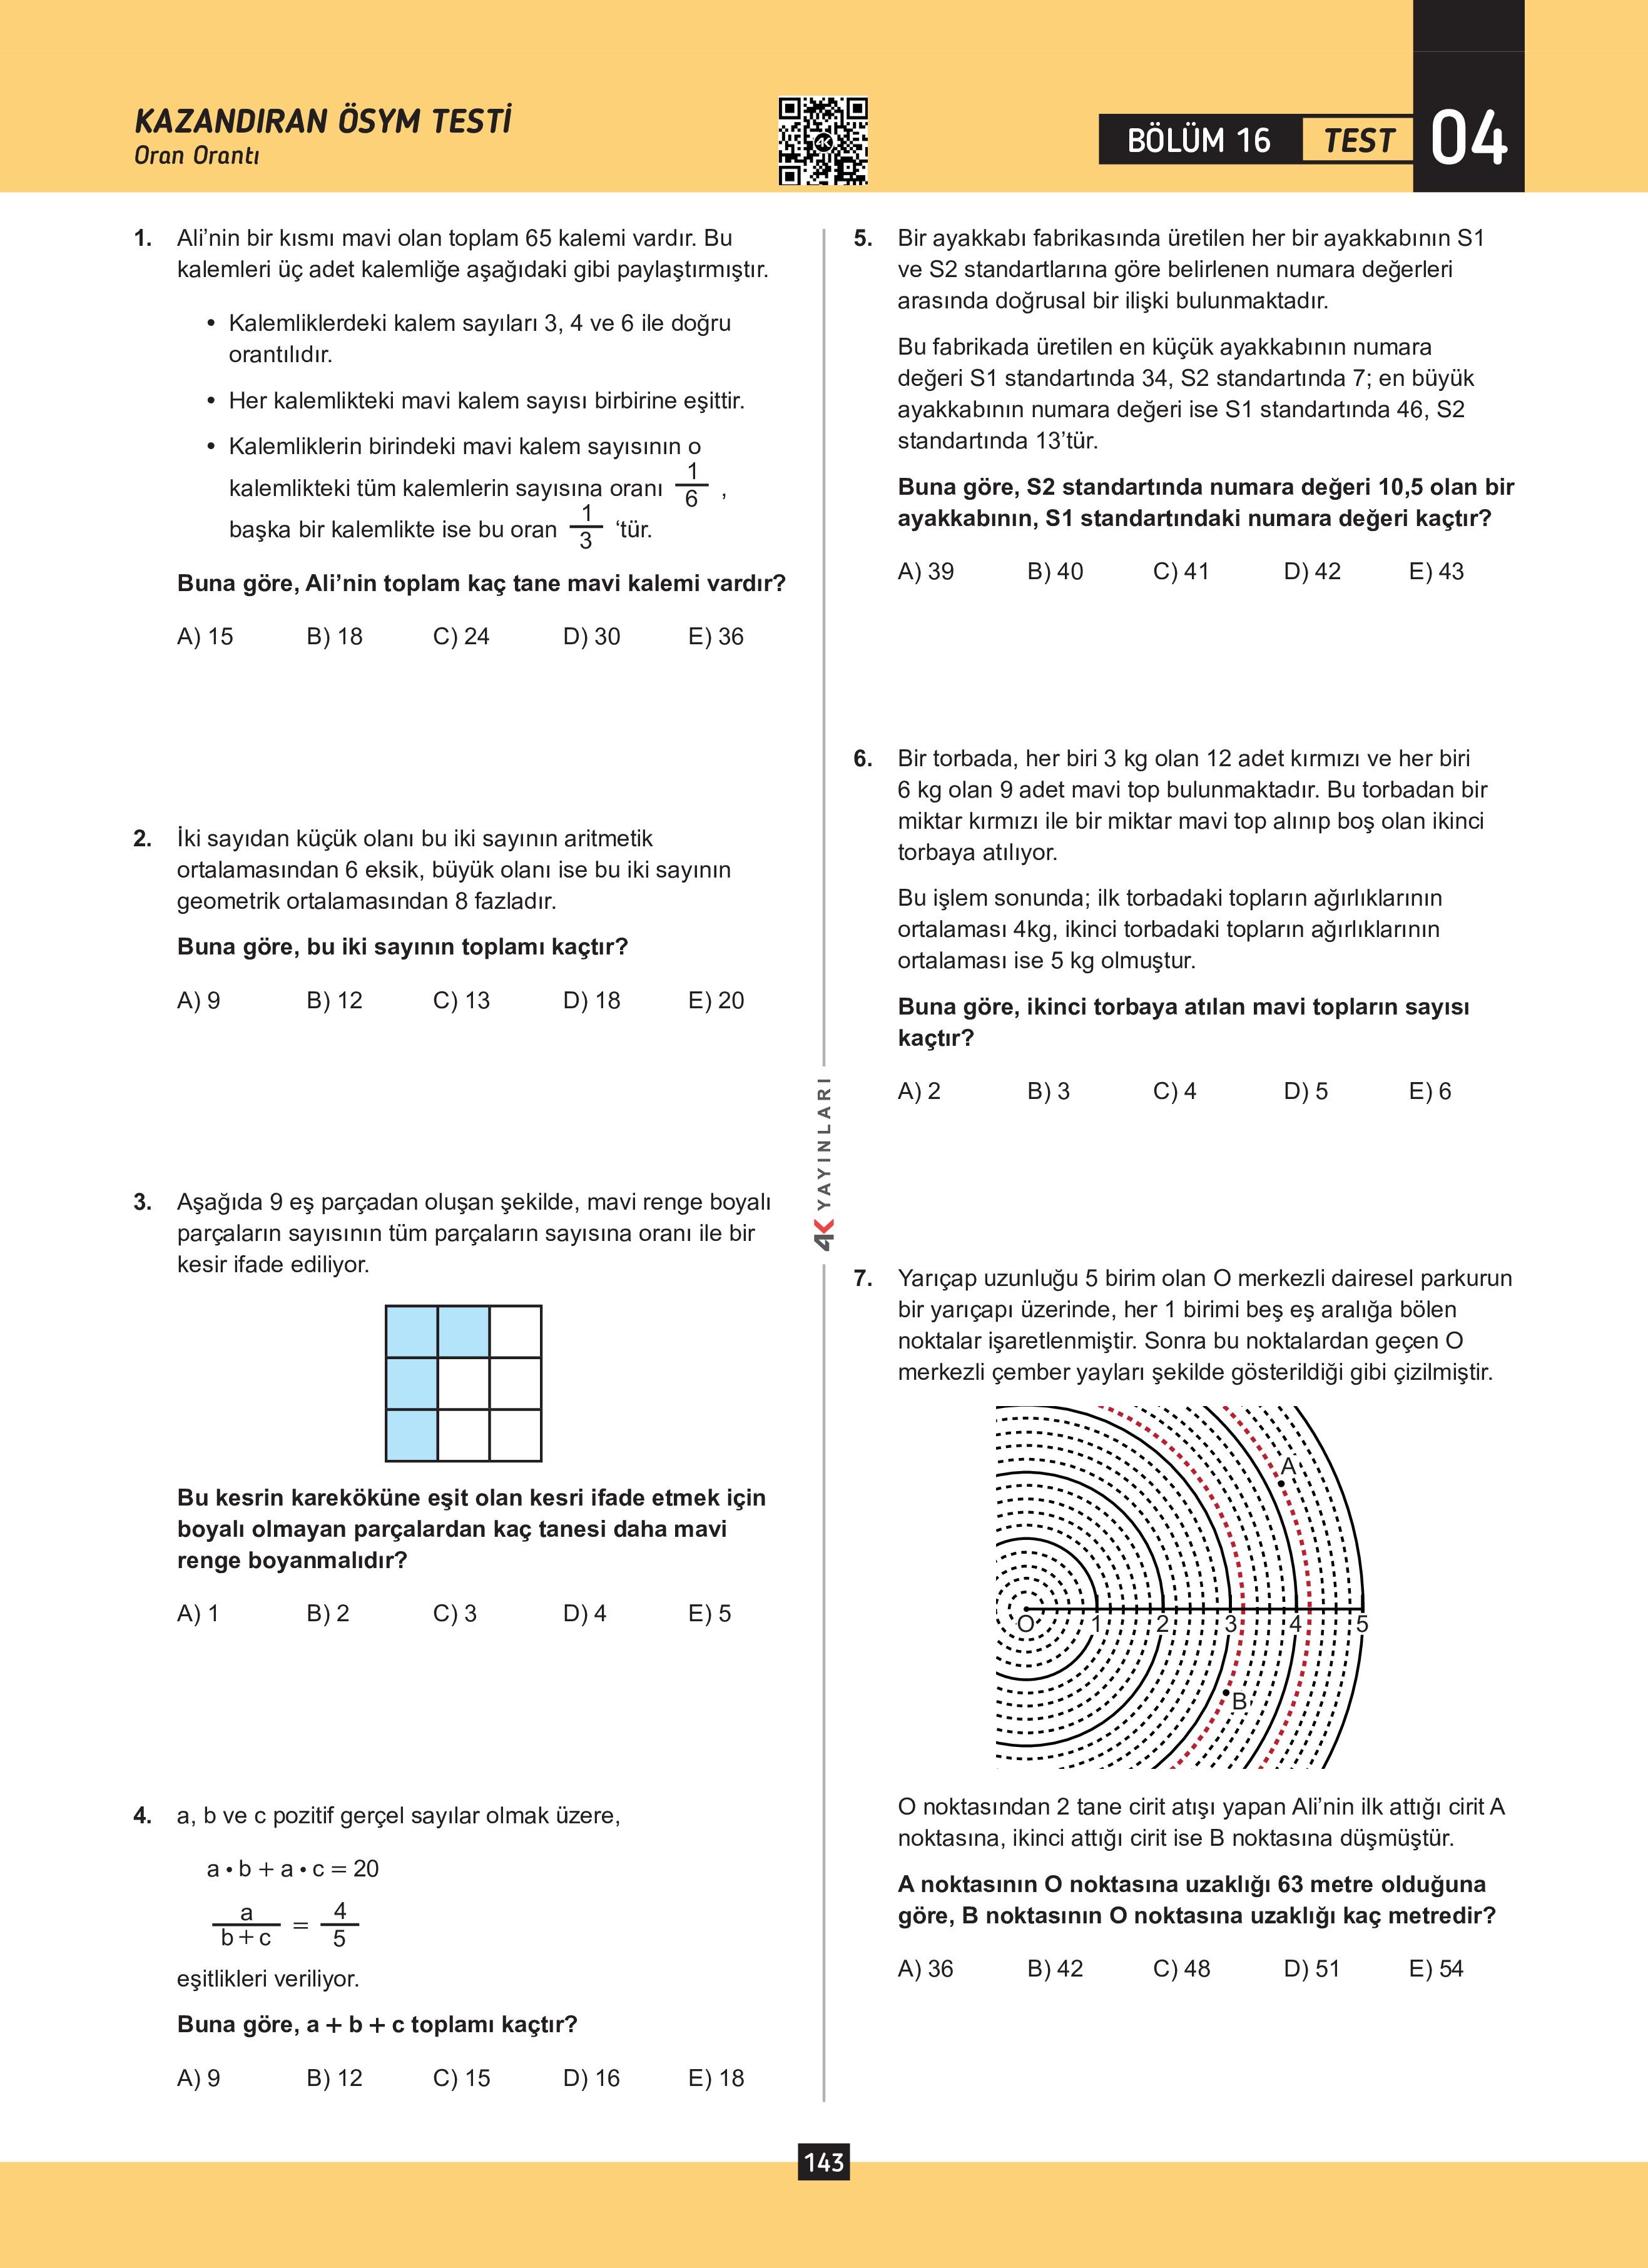 KAZANDIRAN ÖSYM TESTİ
Oran Orantı
4K
BÖLÜM 16
TEST
04
1. Ali’nin bir kısmı mavi olan toplam 65 kalemi vardır. Bu
kalemleri üç adet kalemliğe aşağıdaki gibi paylaştırmıştır.
• Kalemliklerdeki kalem sayıları 3, 4 ve 6 ile doğru
orantılıdır.
• Her kalemlikteki mavi kalem sayısı birbirine eşittir.
• Kalemliklerin birindeki mavi kalem sayısının o
kalemlikteki tüm kalemlerin sayısına oranı 1/6 ,
başka bir kalemlikte ise bu oran 1/3 ‘tür.
Buna göre, Ali’nin toplam kaç tane mavi kalemi vardır?
A) 15 B) 18 C) 24 D) 30 E) 36
2. İki sayıdan küçük olanı bu iki sayının aritmetik
ortalamasından 6 eksik, büyük olanı ise bu iki sayının
geometrik ortalamasından 8 fazladır.
Buna göre, bu iki sayının toplamı kaçtır?
A) 9 B) 12 C) 13 D) 18 E) 20
3. Aşağıda 9 eş parçadan oluşan şekilde, mavi renge boyalı
parçaların sayısının tüm parçaların sayısına oranı ile bir
kesir ifade ediliyor.
Bu kesrin kareköküne eşit olan kesri ifade etmek için
boyalı olmayan parçalardan kaç tanesi daha mavi
renge boyanmalıdır?
A) 1 B) 2 C) 3 D) 4 E) 5
4. a, b ve c pozitif gerçel sayılar olmak üzere,
a • b + a • c = 20
a/(b+c) = 4/5
eşitlikleri veriliyor.
Buna göre, a + b + c toplamı kaçtır?
A) 9 B) 12 C) 15 D) 16 E) 18
4K YAYINLARI
5. Bir ayakkabı fabrikasında üretilen her bir ayakkabının S1
ve S2 standartlarına göre belirlenen numara değerleri
arasında doğrusal bir ilişki bulunmaktadır.
Bu fabrikada üretilen en küçük ayakkabının numara
değeri S1 standartında 34, S2 standartında 7; en büyük
ayakkabının numara değeri ise S1 standartında 46, S2
standartında 13’tür.
Buna göre, S2 standartında numara değeri 10,5 olan bir
ayakkabının, S1 standartındaki numara değeri kaçtır?
A) 39 B) 40 C) 41 D) 42 E) 43
6. Bir torbada, her biri 3 kg olan 12 adet kırmızı ve her biri
6 kg olan 9 adet mavi top bulunmaktadır. Bu torbadan bir
miktar kırmızı ile bir miktar mavi top alınıp boş olan ikinci
torbaya atılıyor.
Bu işlem sonunda; ilk torbadaki topların ağırlıklarının
ortalaması 4kg, ikinci torbadaki topların ağırlıklarının
ortalaması ise 5 kg olmuştur.
Buna göre, ikinci torbaya atılan mavi topların sayısı
kaçtır?
A) 2 B) 3 C) 4 D) 5 E) 6
7. Yarıçap uzunluğu 5 birim olan O merkezli dairesel parkurun
bir yarıçapı üzerinde, her 1 birimi beş eş aralığa bölen
noktalar işaretlenmiştir. Sonra bu noktalardan geçen O
merkezli çember yayları şekilde gösterildiği gibi çizilmiştir.
A
O 1 2 3 4 5
B
O noktasından 2 tane cirit atışı yapan Ali’nin ilk attığı cirit A
noktasına, ikinci attığı cirit ise B noktasına düşmüştür.
A noktasının O noktasına uzaklığı 63 metre olduğuna
göre, B noktasının O noktasına uzaklığı kaç metredir?
A) 36 B) 42 C) 48 D) 51 E) 54
143